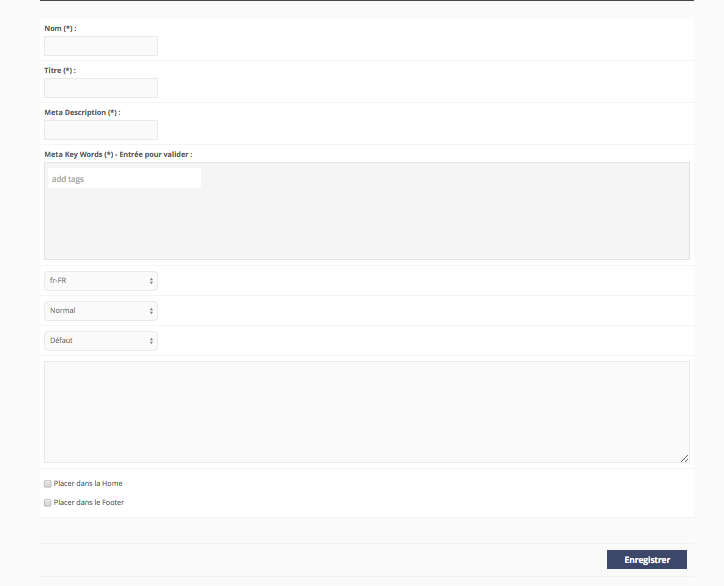 Nom (*) :
Titre (*) :
Meta Description (*) :
Meta Key Words (*) - Entrée pour valider :
add tags
fr-FR
Normal
Défaut
Placer dans la Home
Placer dans le Footer
Enregistrer